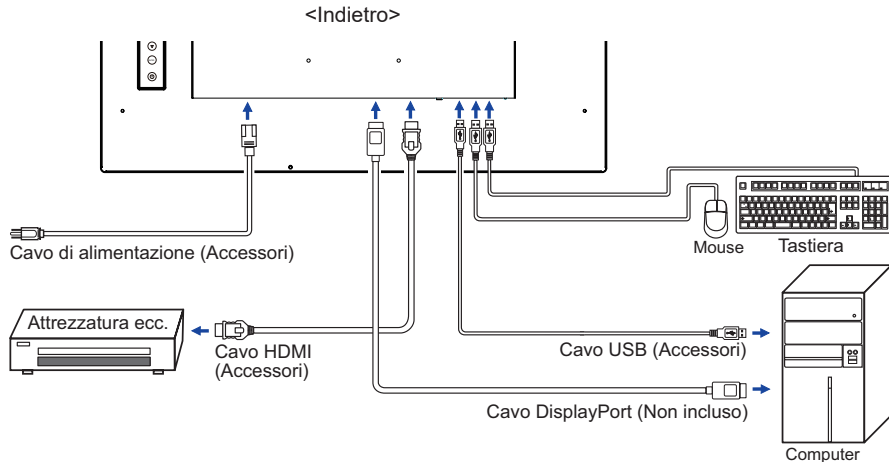 <Indietro>
Cavo di alimentazione (Accessori)
Mouse
Tastiera
Attrezzatura ecc.
Cavo HDMI
(Accessori)
Cavo USB (Accessori)
Cavo DisplayPort (Non incluso)
Computer